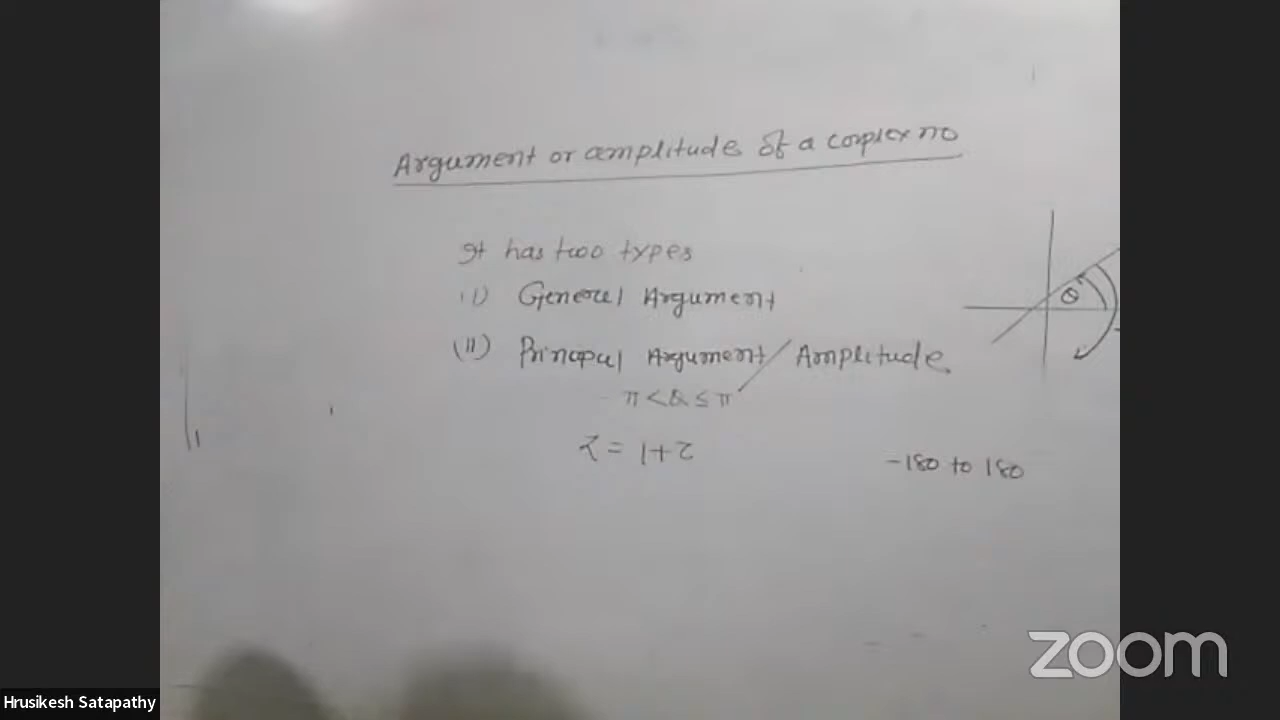 Argument or amplitude of a complex no
It has two types
(i) General Argument
(ii) Principal Argument / Amplitude
θ
-π < θ ≤ π
z = 1+i
-180 to 180
zoom
Hrusikesh Satapathy